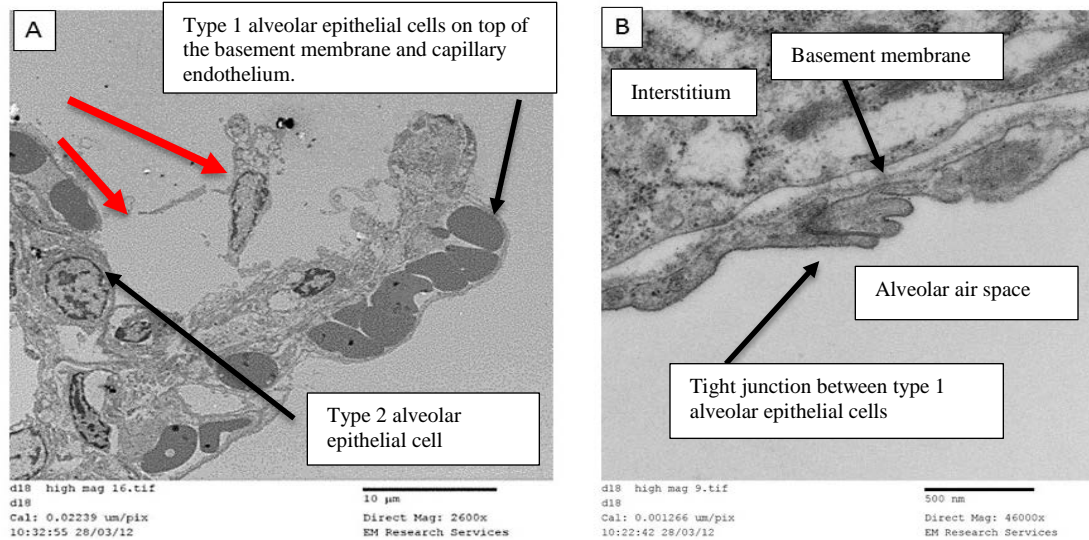 A
Type 1 alveolar epithelial cells on top of
the basement membrane and capillary
endothelium.
Type 2 alveolar
epithelial cell
d18 high mag 16.tif
d18
Cal: 0.02239 um/pix
10:32:55 28/03/12
10 µm
Direct Mag: 2600x
EM Research Services
B
Basement membrane
Interstitium
Alveolar air space
Tight junction between type 1
alveolar epithelial cells
d18 high mag 9.tif
d18
Cal: 0.001266 um/pix
10:22:42 28/03/12
500 nm
Direct Mag: 46000x
EM Research Services